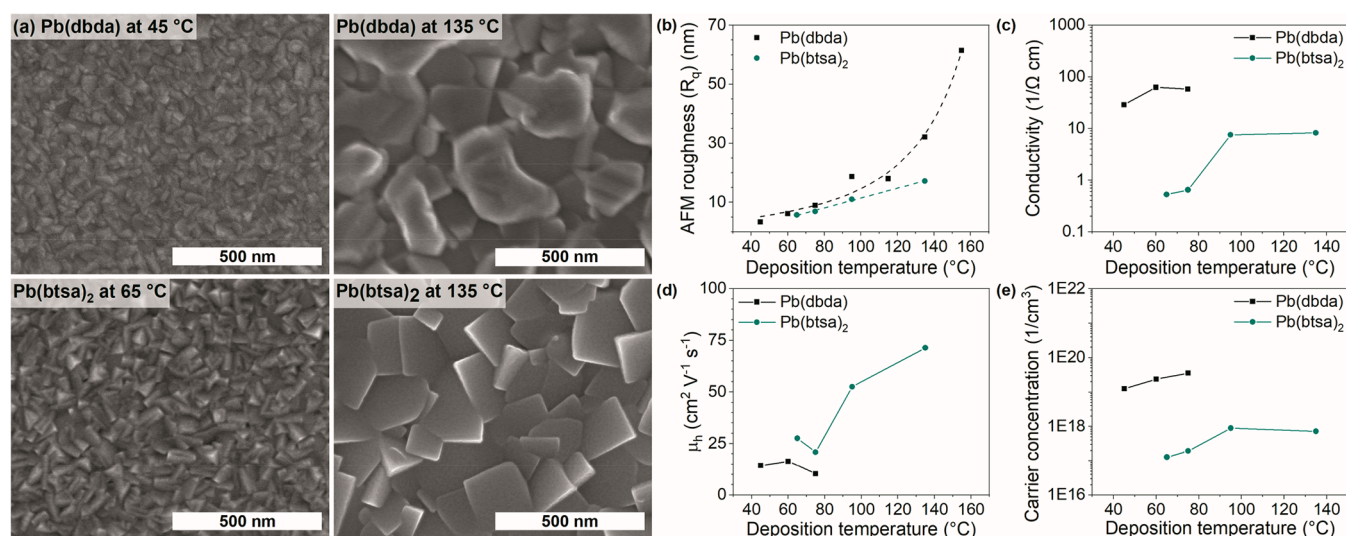 (a) Pb(dbda) at 45 °C
Pb(dbda) at 135 °C
500 nm
500 nm
Pb(btsa)₂ at 65 °C
Pb(btsa)2 at 135 °C
500 nm
500 nm
(b)
70
50
30
10
AFM roughness (Rq) (nm)
Pb(dbda)
Pb(btsa)₂
40 60 80 100 120 140 160
Deposition temperature (°C)
(c)
1000
100
10
1
0.1
Conductivity (1/Ω cm)
Pb(dbda)
Pb(btsa)₂
40 60 80 100 120 140
Deposition temperature (°C)
(d)
100
75
50
25
0
μh (cm² V⁻¹ s⁻¹)
Pb(dbda)
Pb(btsa)₂
40 60 80 100 120 140 160
Deposition temperature (°C)
(e)
1E22
1E20
1E18
1E16
Carrier concentration (1/cm³)
Pb(dbda)
Pb(btsa)₂
40 60 80 100 120 140
Deposition temperature (°C)